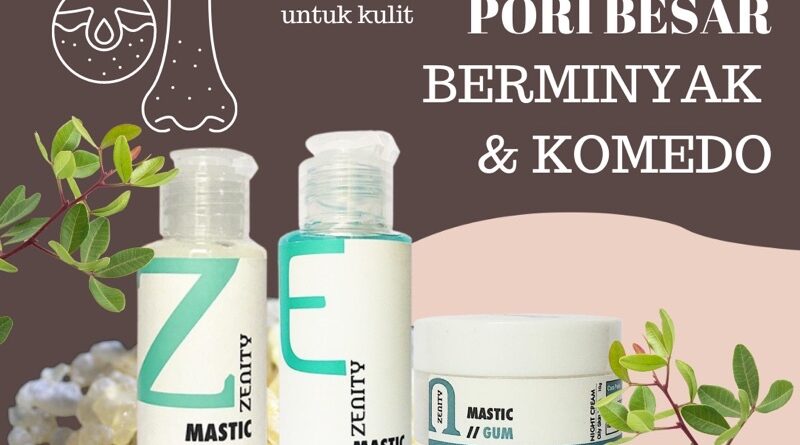 untuk kulit
PORI BESAR
BERMINYAK
& KOMEDO
Z
ZENITY
MASTIC
E
ZENITY
MASTIC
ZENITY
MASTIC
// GUM
NIGHT CREAM